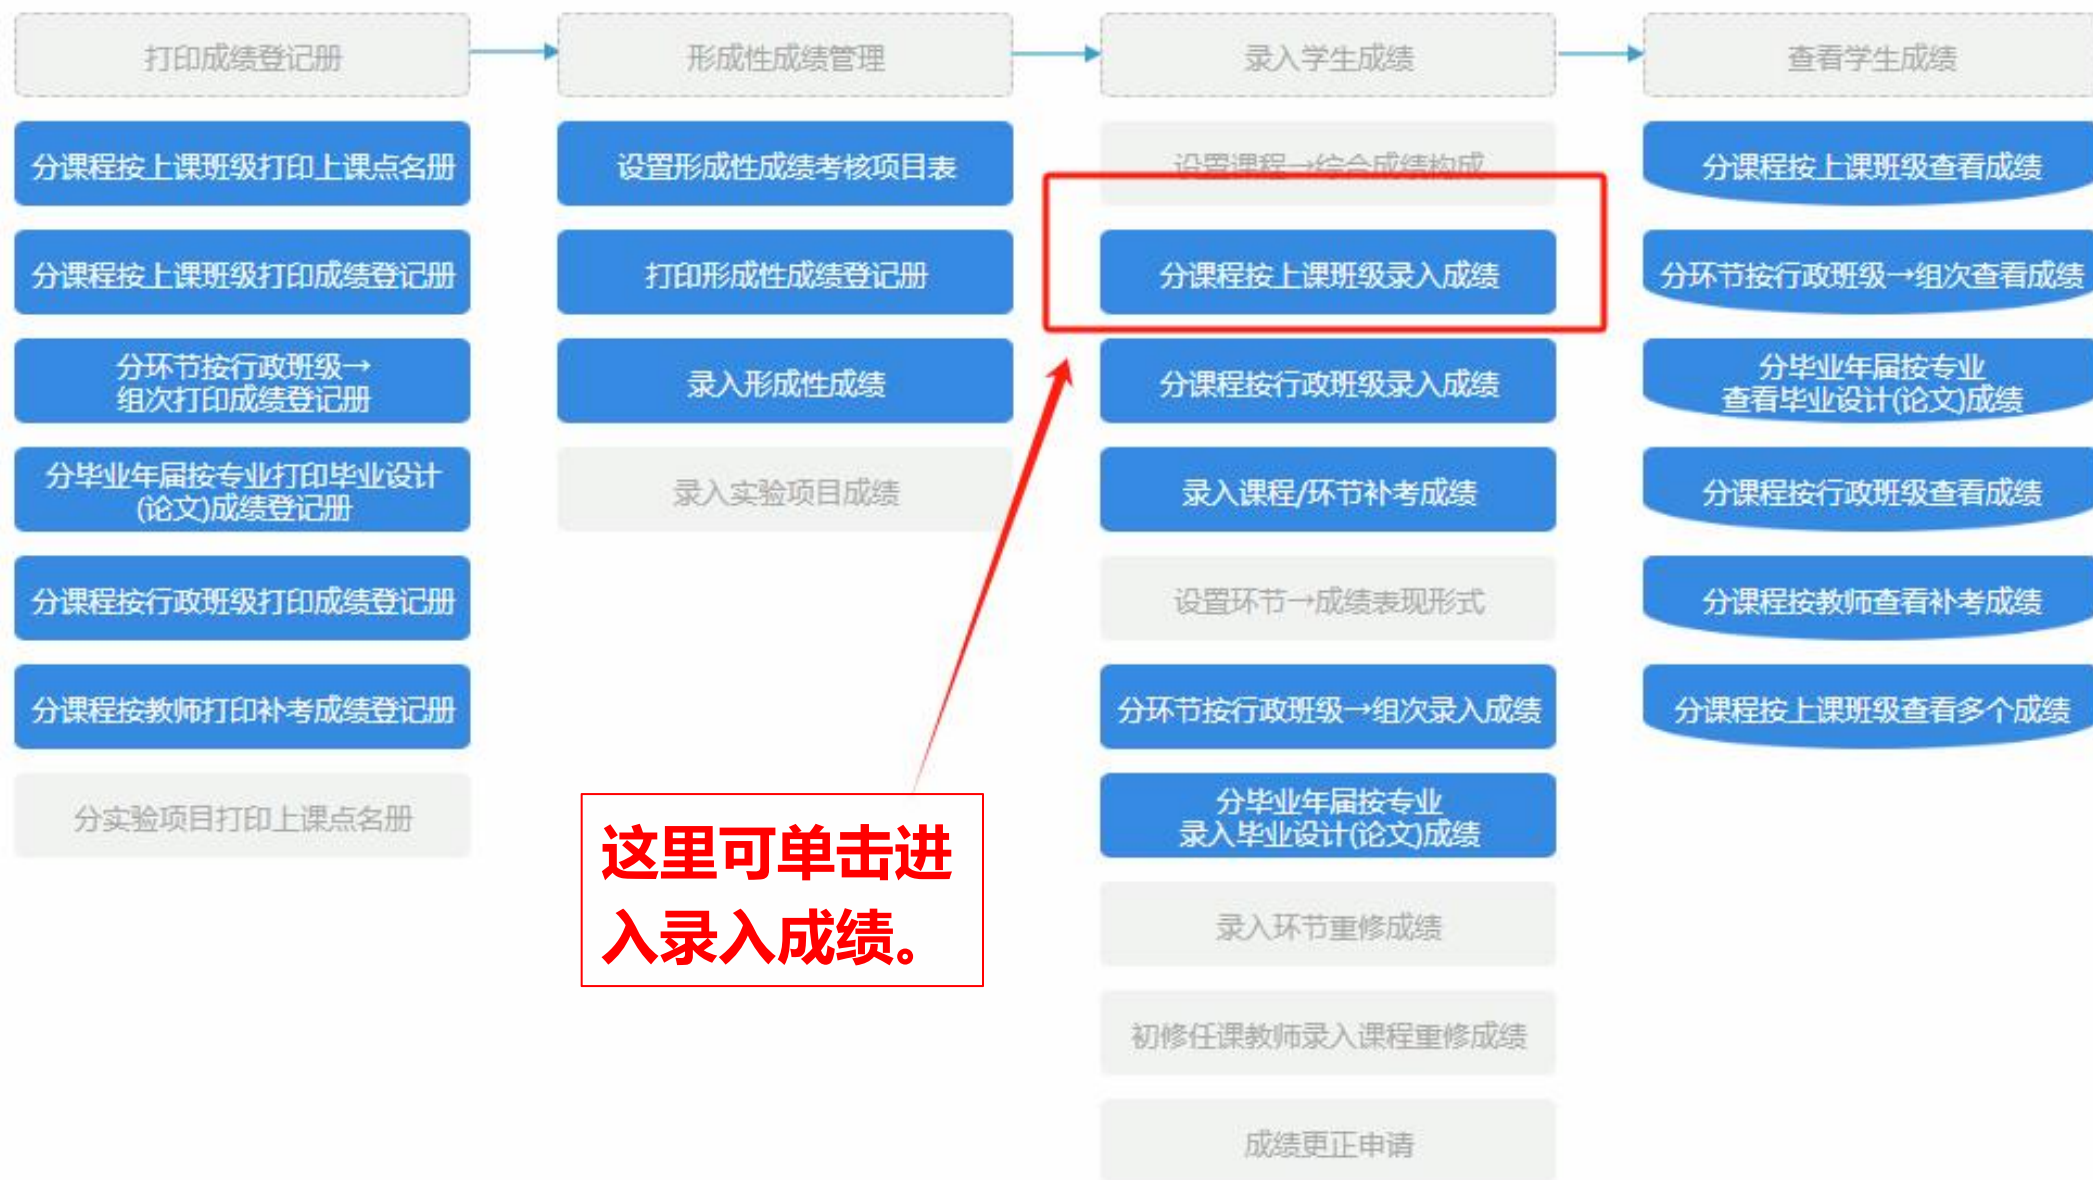 打印成绩登记册
分课程按上课班级打印上课点名册
分课程按上课班级打印成绩登记册
分环节按行政班级→
组次打印成绩登记册
分毕业年届按专业打印毕业设计
(论文)成绩登记册
分课程按行政班级打印成绩登记册
分课程按教师打印补考成绩登记册
分实验项目打印上课点名册
形成性成绩管理
设置形成性成绩考核项目表
打印形成性成绩登记册
录入形成性成绩
录入实验项目成绩
这里可单击进
入录入成绩。
录入学生成绩
设置课程→综合成绩构成
分课程按上课班级录入成绩
分课程按行政班级录入成绩
录入课程/环节补考成绩
设置环节→成绩表现形式
分环节按行政班级→组次录入成绩
分毕业年届按专业
录入毕业设计(论文)成绩
录入环节重修成绩
初修任课教师录入课程重修成绩
成绩更正申请
查看学生成绩
分课程按上课班级查看成绩
分环节按行政班级→组次查看成绩
分毕业年届按专业
查看毕业设计(论文)成绩
分课程按行政班级查看成绩
分课程按教师查看补考成绩
分课程按上课班级查看多个成绩